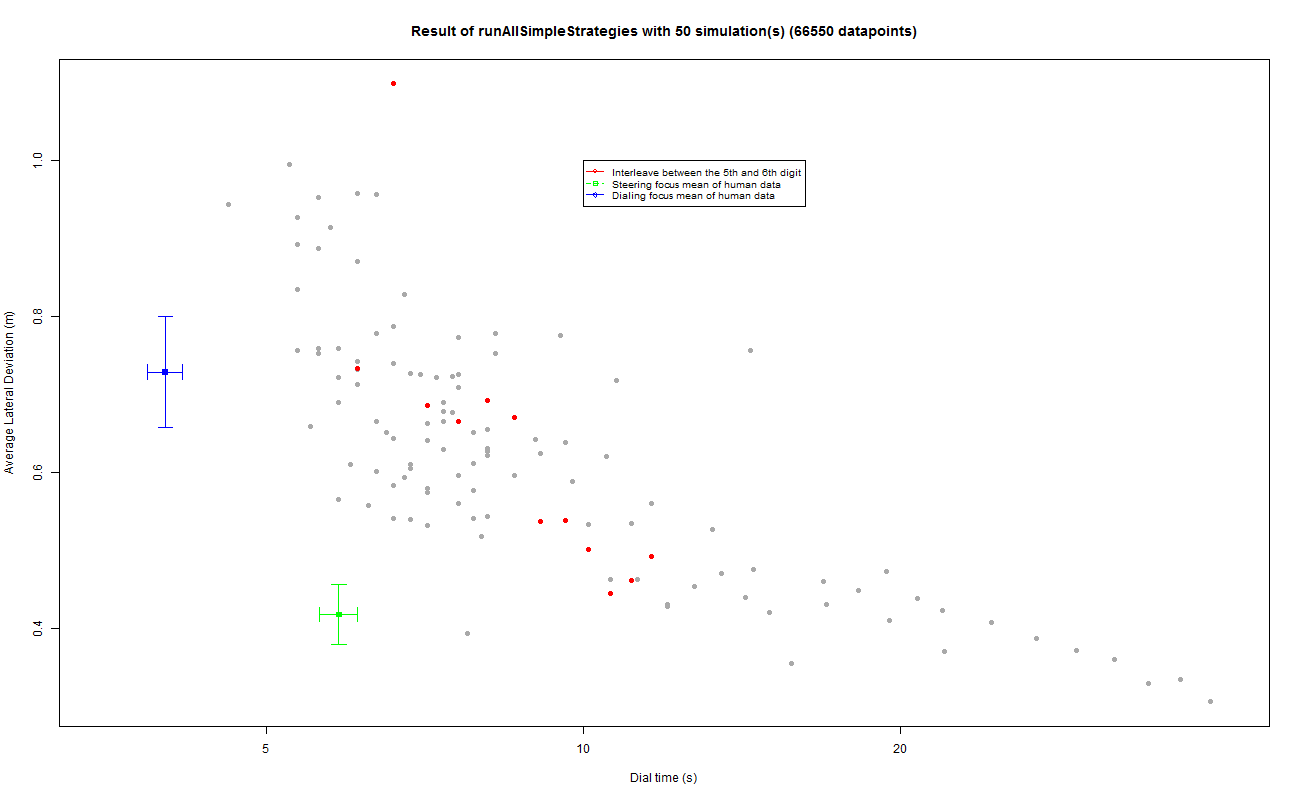 Result of runAllSimpleStrategies with 50 simulation(s) (66550 datapoints)
Interleave between the 5th and 6th digit
Steering focus mean of human data
Dialing focus mean of human data
Average Lateral Deviation (m)
1.0
0.8
0.6
0.4
5 10 20
Dial time (s)